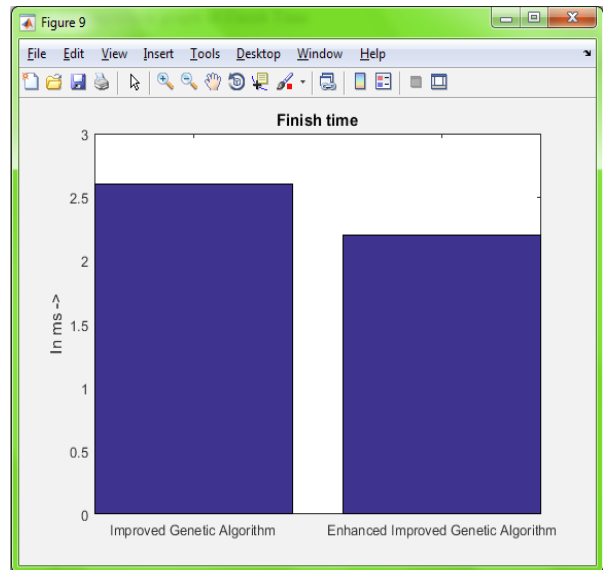 Figure 9
File Edit View Insert Tools Desktop Window Help
Finish time
3
2.5
2
1.5
1
0.5
0
In ms ->
Improved Genetic Algorithm
Enhanced Improved Genetic Algorithm